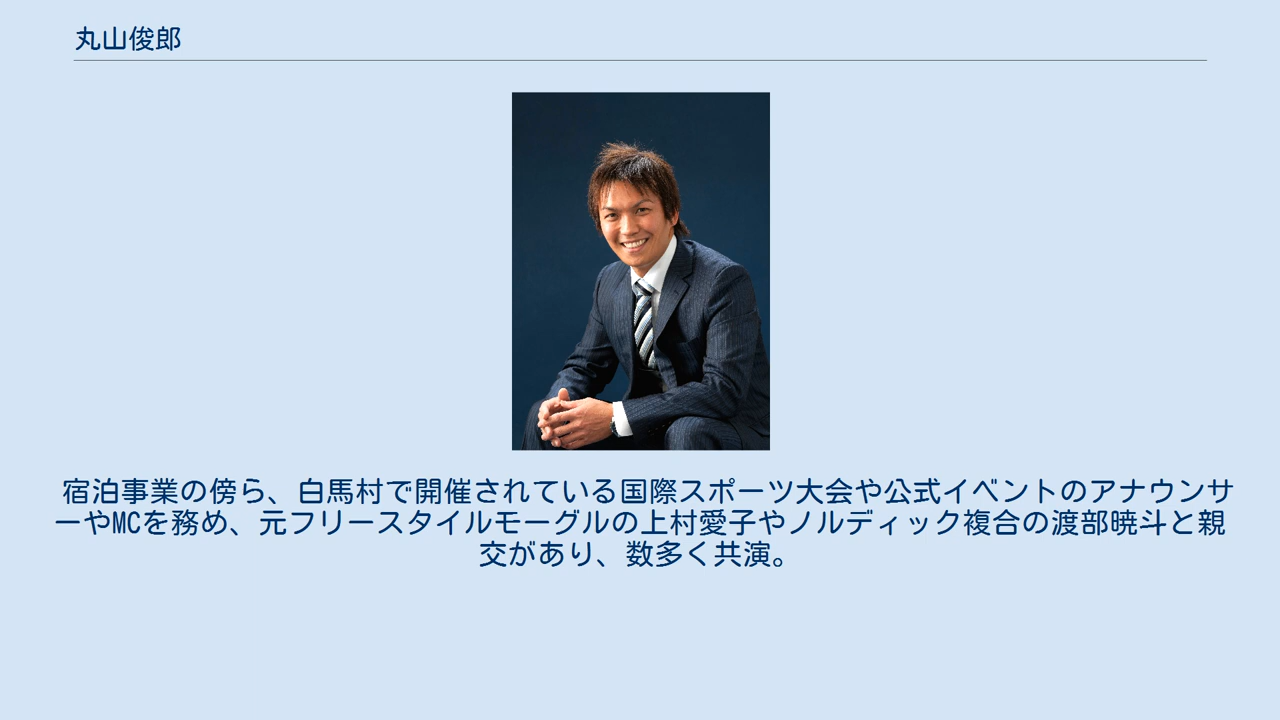 丸山俊郎
宿泊事業の傍ら、白馬村で開催されている国際スポーツ大会や公式イベントのアナウンサ
ーやMCを務め、元フリースタイルモーグルの上村愛子やノルディック複合の渡部暁斗と親
交があり、数多く共演。